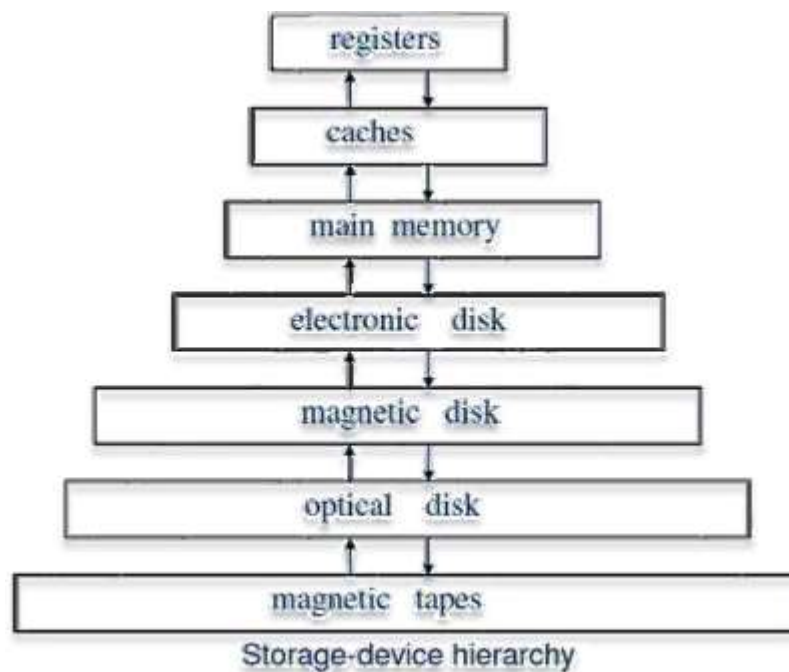 registers
caches
main memory
electronic disk
magnetic disk
optical disk
magnetic tapes
Storage-device hierarchy